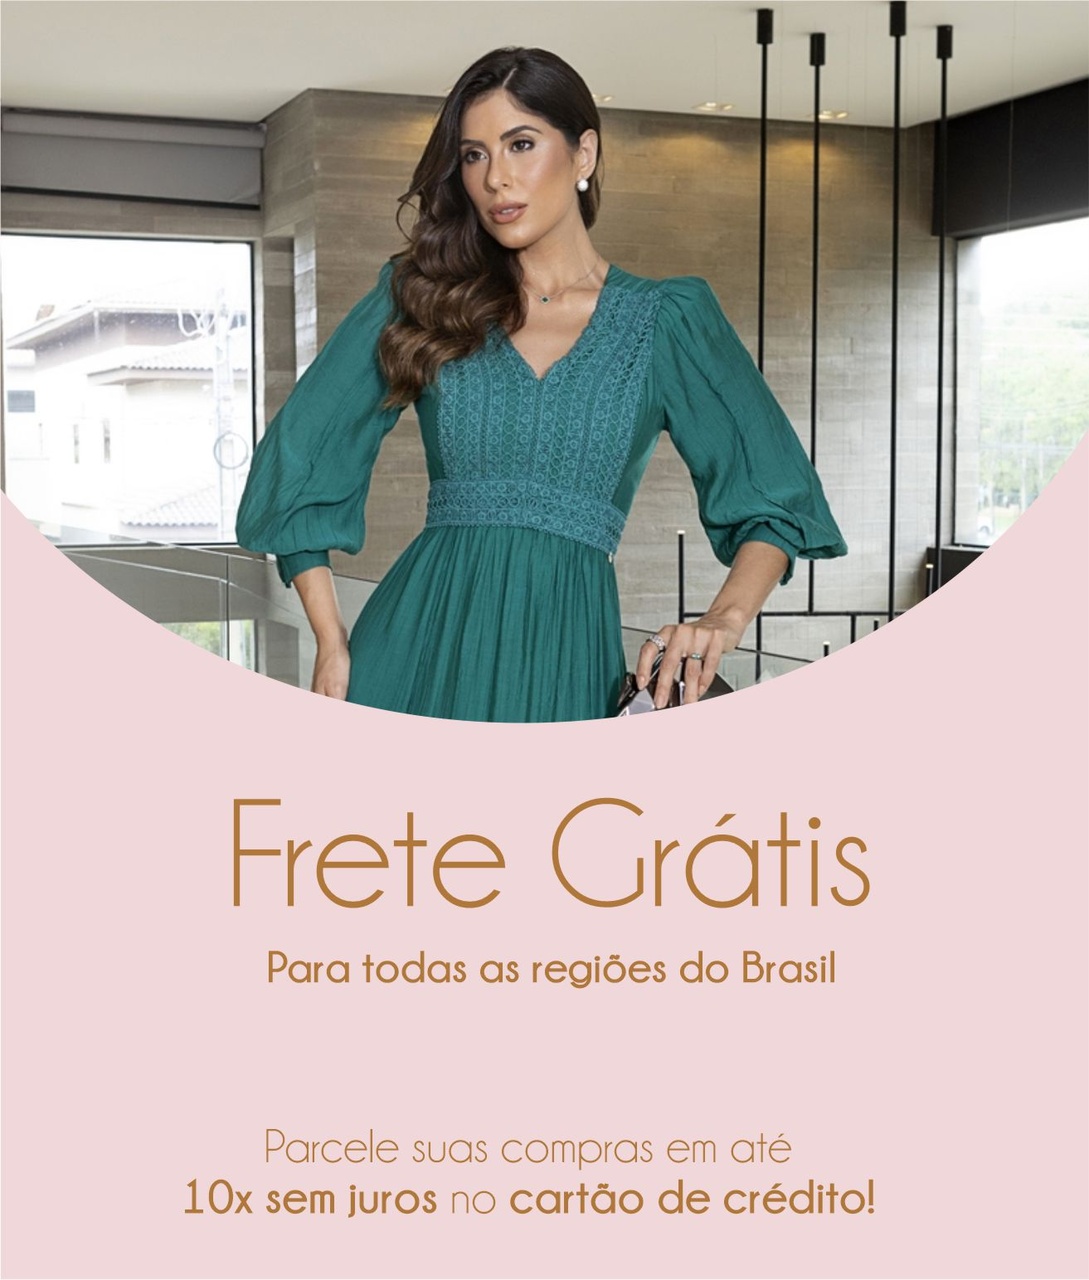 Frete Grátis
Para todas as regiões do Brasil
Parcele suas compras em até
10x sem juros no cartão de crédito!